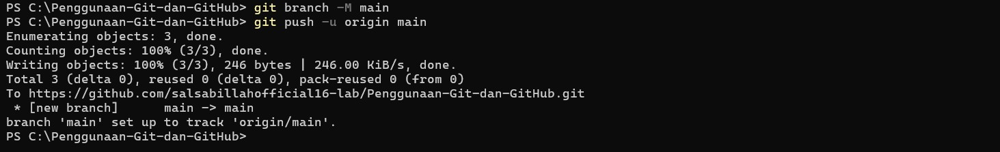 PS C:\Penggunaan-Git-dan-GitHub> git branch -M main
PS C:\Penggunaan-Git-dan-GitHub> git push -u origin main
Enumerating objects: 3, done.
Counting objects: 100% (3/3), done.
Writing objects: 100% (3/3), 246 bytes | 246.00 KiB/s, done.
Total 3 (delta 0), reused 0 (delta 0), pack-reused 0 (from 0)
To https://github.com/salsabillahofficial16-lab/Penggunaan-Git-dan-GitHub.git
 * [new branch]      main -> main
branch 'main' set up to track 'origin/main'.
PS C:\Penggunaan-Git-dan-GitHub>